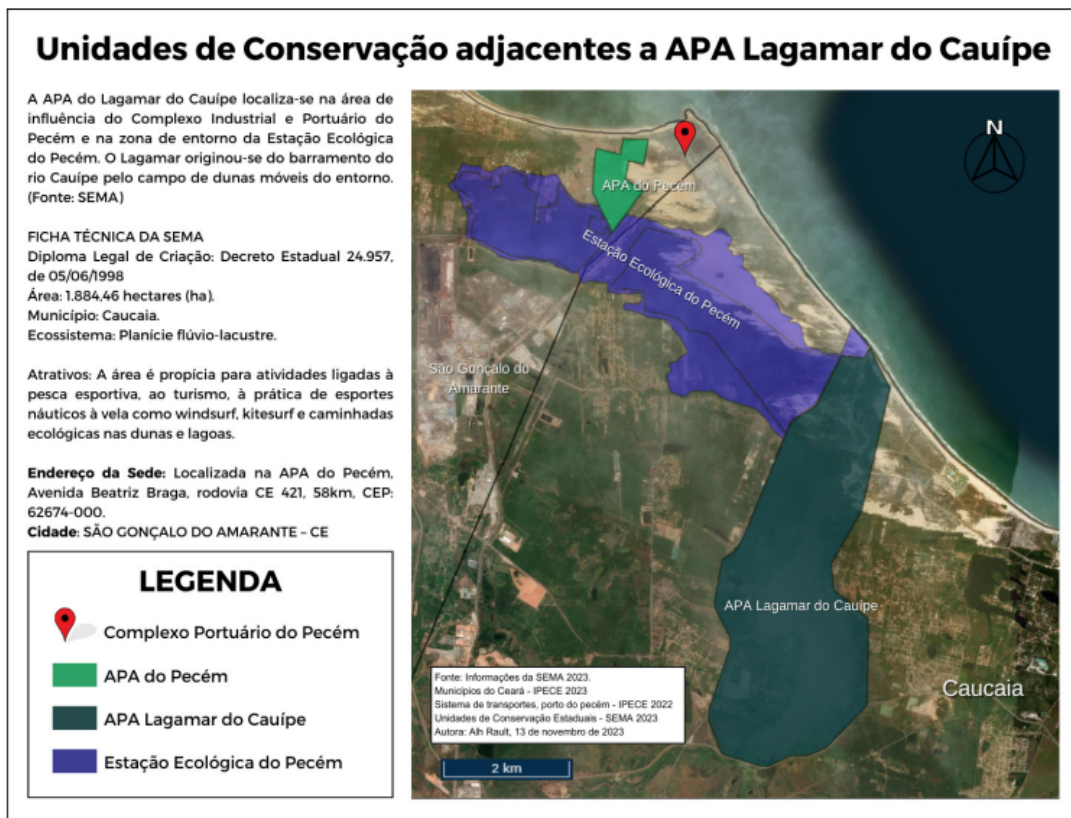 Unidades de Conservação adjacentes a APA Lagamar do Cauípe
A APA do Lagamar do Cauípe localiza-se na área de
influência do Complexo Industrial e Portuário do
Pecém e na zona de entorno da Estação Ecológica
do Pecém. O Lagamar originou-se do barramento do
rio Cauípe pelo campo de dunas móveis do entorno.
(Fonte: SEMA)
FICHA TÉCNICA DA SEMA
Diploma Legal de Criação: Decreto Estadual 24.957,
de 05/06/1998
Área: 1.884,46 hectares (ha).
Município: Caucaia.
Ecossistema: Planície flúvio-lacustre.
Atrativos: A área é propícia para atividades ligadas à
pesca esportiva, ao turismo, à prática de esportes
náuticos à vela como windsurf, kitesurf e caminhadas
ecológicas nas dunas e lagoas.
Endereço da Sede: Localizada na APA do Pecém,
Avenida Beatriz Braga, rodovia CE 421, 58km, CEP:
62674-000.
Cidade: SÃO GONÇALO DO AMARANTE – CE
LEGENDA
Complexo Portuário do Pecém
APA do Pecém
APA Lagamar do Cauípe
Estação Ecológica do Pecém
N
APA do Pecém
Estação Ecológica do Pecém
São Gonçalo do
Amarante
APA Lagamar do Cauípe
Caucaia
Fonte: Informações da SEMA 2023.
Municípios do Ceará - IPECE 2023
Sistema de transportes, porto do pecém - IPECE 2022
Unidades de Conservação Estaduais - SEMA 2023
Autora: Alh Rault, 13 de novembro de 2023
2 km